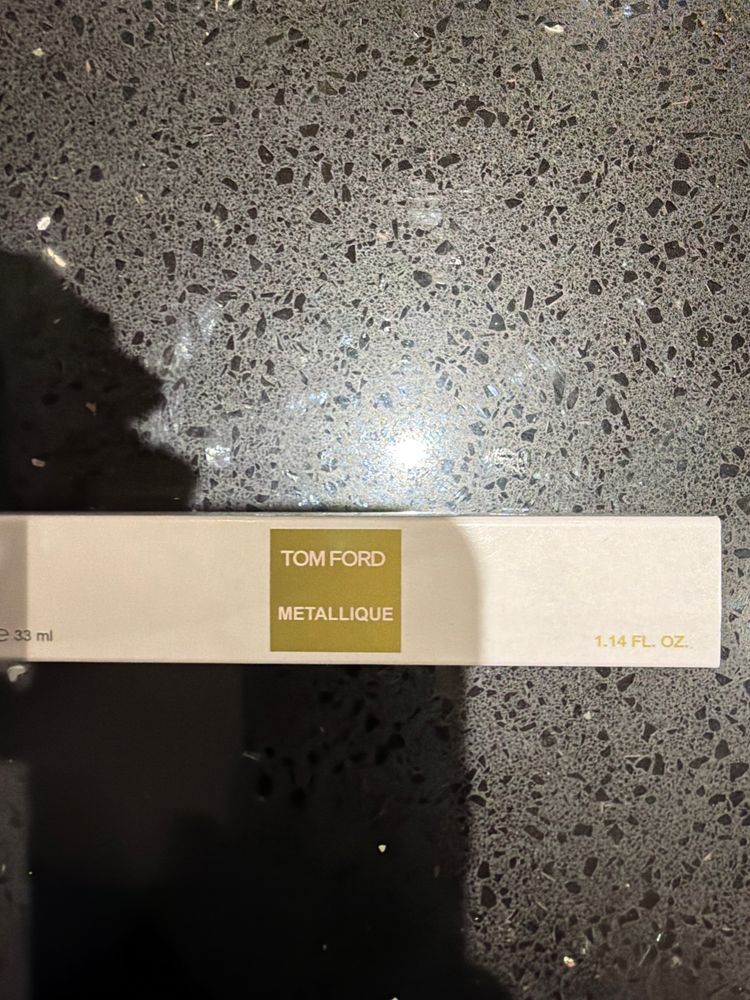 TOM FORD
METALLIQUE
e 33 ml
1.14 FL. OZ.